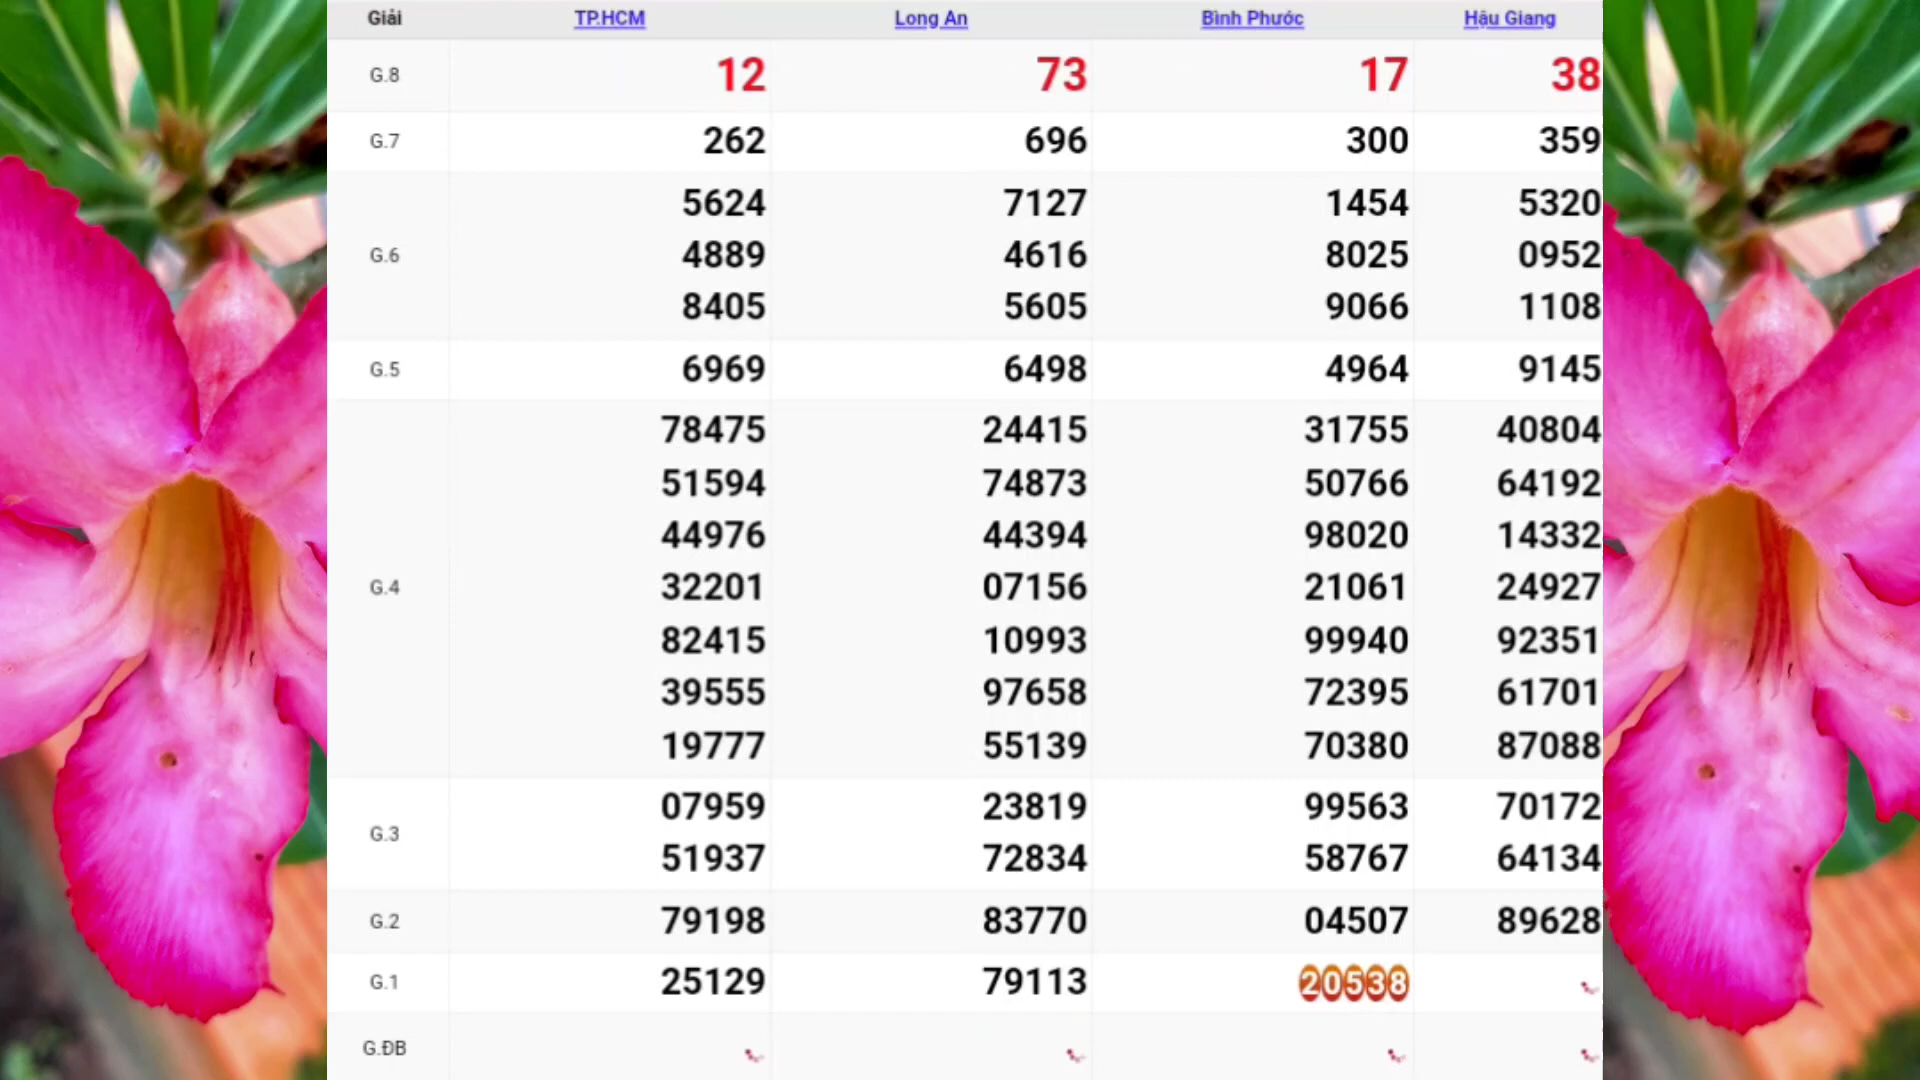 Giải TP.HCM Long An Bình Phước Hậu Giang
G.8 12 73 17 38
G.7 262 696 300 359
5624 7127 1454 5320
G.6 4889 4616 8025 0952
8405 5605 9066 1108
G.5 6969 6498 4964 9145
78475 24415 31755 40804
51594 74873 50766 64192
44976 44394 98020 14332
G.4 32201 07156 21061 24927
82415 10993 99940 92351
39555 97658 72395 61701
19777 55139 70380 87088
07959 23819 99563 70172
G.3
51937 72834 58767 64134
G.2 79198 83770 04507 89628
G.1 25129 79113 20538
G.ĐB